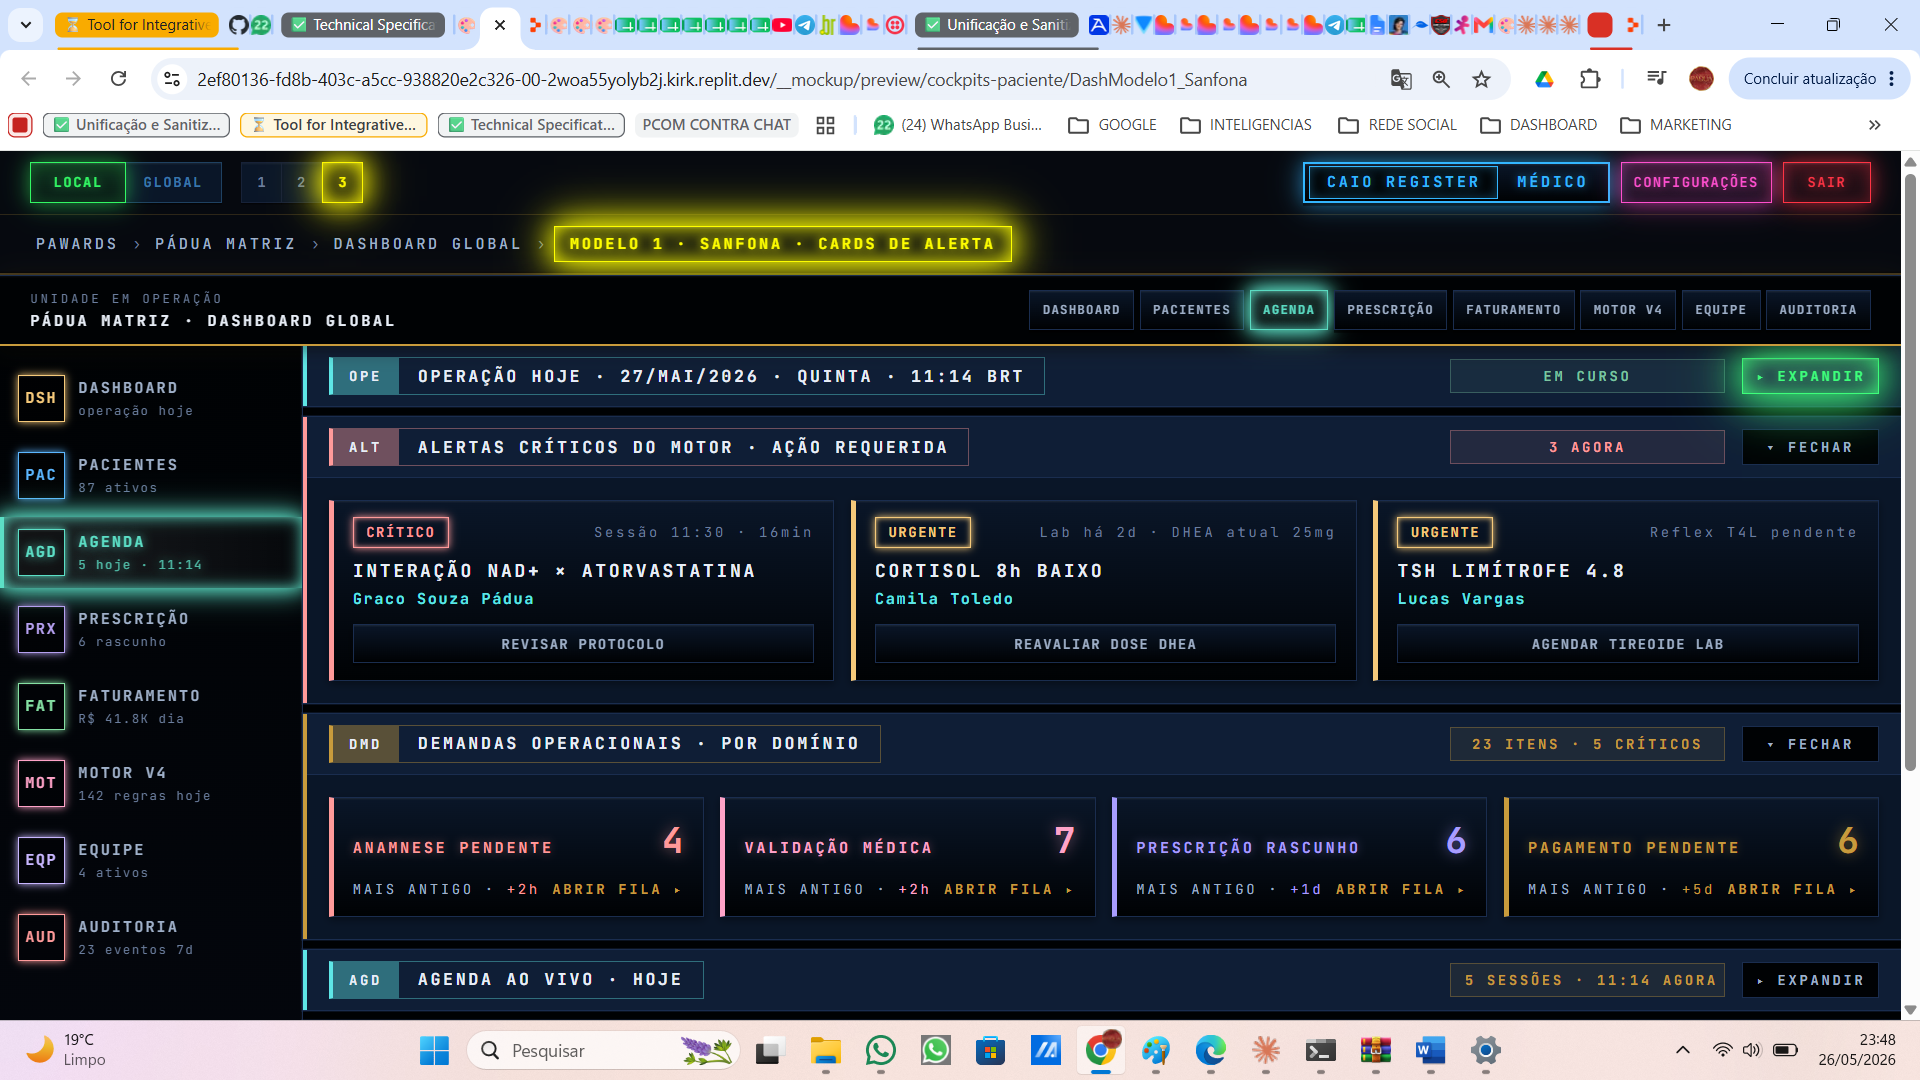 Tool for Integrative
22
Technical Specifica
Unificação e Saniti
2ef80136-fd8b-403c-a5cc-938820e2c326-00-2woa55yolyb2j.kirk.replit.dev/__mockup/preview/cockpits-paciente/DashModelo1_Sanfona
Concluir atualização
Unificação e Sanitiz...
Tool for Integrative...
Technical Specificat...
PCOM CONTRA CHAT
22
(24) WhatsApp Busi...
GOOGLE
INTELIGENCIAS
REDE SOCIAL
DASHBOARD
MARKETING
LOCAL
GLOBAL
1
2
3
CAIO REGISTER
MÉDICO
CONFIGURAÇÕES
SAIR
PAWARDS › PÁDUA MATRIZ › DASHBOARD GLOBAL › MODELO 1 · SANFONA · CARDS DE ALERTA
UNIDADE EM OPERAÇÃO
PÁDUA MATRIZ · DASHBOARD GLOBAL
DASHBOARD
PACIENTES
AGENDA
PRESCRIÇÃO
FATURAMENTO
MOTOR V4
EQUIPE
AUDITORIA
DSH
DASHBOARD
operação hoje
PAC
PACIENTES
87 ativos
AGD
AGENDA
5 hoje · 11:14
PRX
PRESCRIÇÃO
6 rascunho
FAT
FATURAMENTO
R$ 41.8K dia
MOT
MOTOR V4
142 regras hoje
EQP
EQUIPE
4 ativos
AUD
AUDITORIA
23 eventos 7d
OPE
OPERAÇÃO HOJE · 27/MAI/2026 · QUINTA · 11:14 BRT
EM CURSO
▸ EXPANDIR
ALT
ALERTAS CRÍTICOS DO MOTOR · AÇÃO REQUERIDA
3 AGORA
▾ FECHAR
CRÍTICO
Sessão 11:30 · 16min
INTERAÇÃO NAD+ × ATORVASTATINA
Graco Souza Pádua
REVISAR PROTOCOLO
URGENTE
Lab há 2d · DHEA atual 25mg
CORTISOL 8h BAIXO
Camila Toledo
REAVALIAR DOSE DHEA
URGENTE
Reflex T4L pendente
TSH LIMÍTROFE 4.8
Lucas Vargas
AGENDAR TIREOIDE LAB
DMD
DEMANDAS OPERACIONAIS · POR DOMÍNIO
23 ITENS · 5 CRÍTICOS
▾ FECHAR
ANAMNESE PENDENTE
4
MAIS ANTIGO · +2h ABRIR FILA ▸
VALIDAÇÃO MÉDICA
7
MAIS ANTIGO · +2h ABRIR FILA ▸
PRESCRIÇÃO RASCUNHO
6
MAIS ANTIGO · +1d ABRIR FILA ▸
PAGAMENTO PENDENTE
6
MAIS ANTIGO · +5d ABRIR FILA ▸
AGD
AGENDA AO VIVO · HOJE
5 SESSÕES · 11:14 AGORA
▸ EXPANDIR
19°C
Limpo
Pesquisar
23:48
26/05/2026